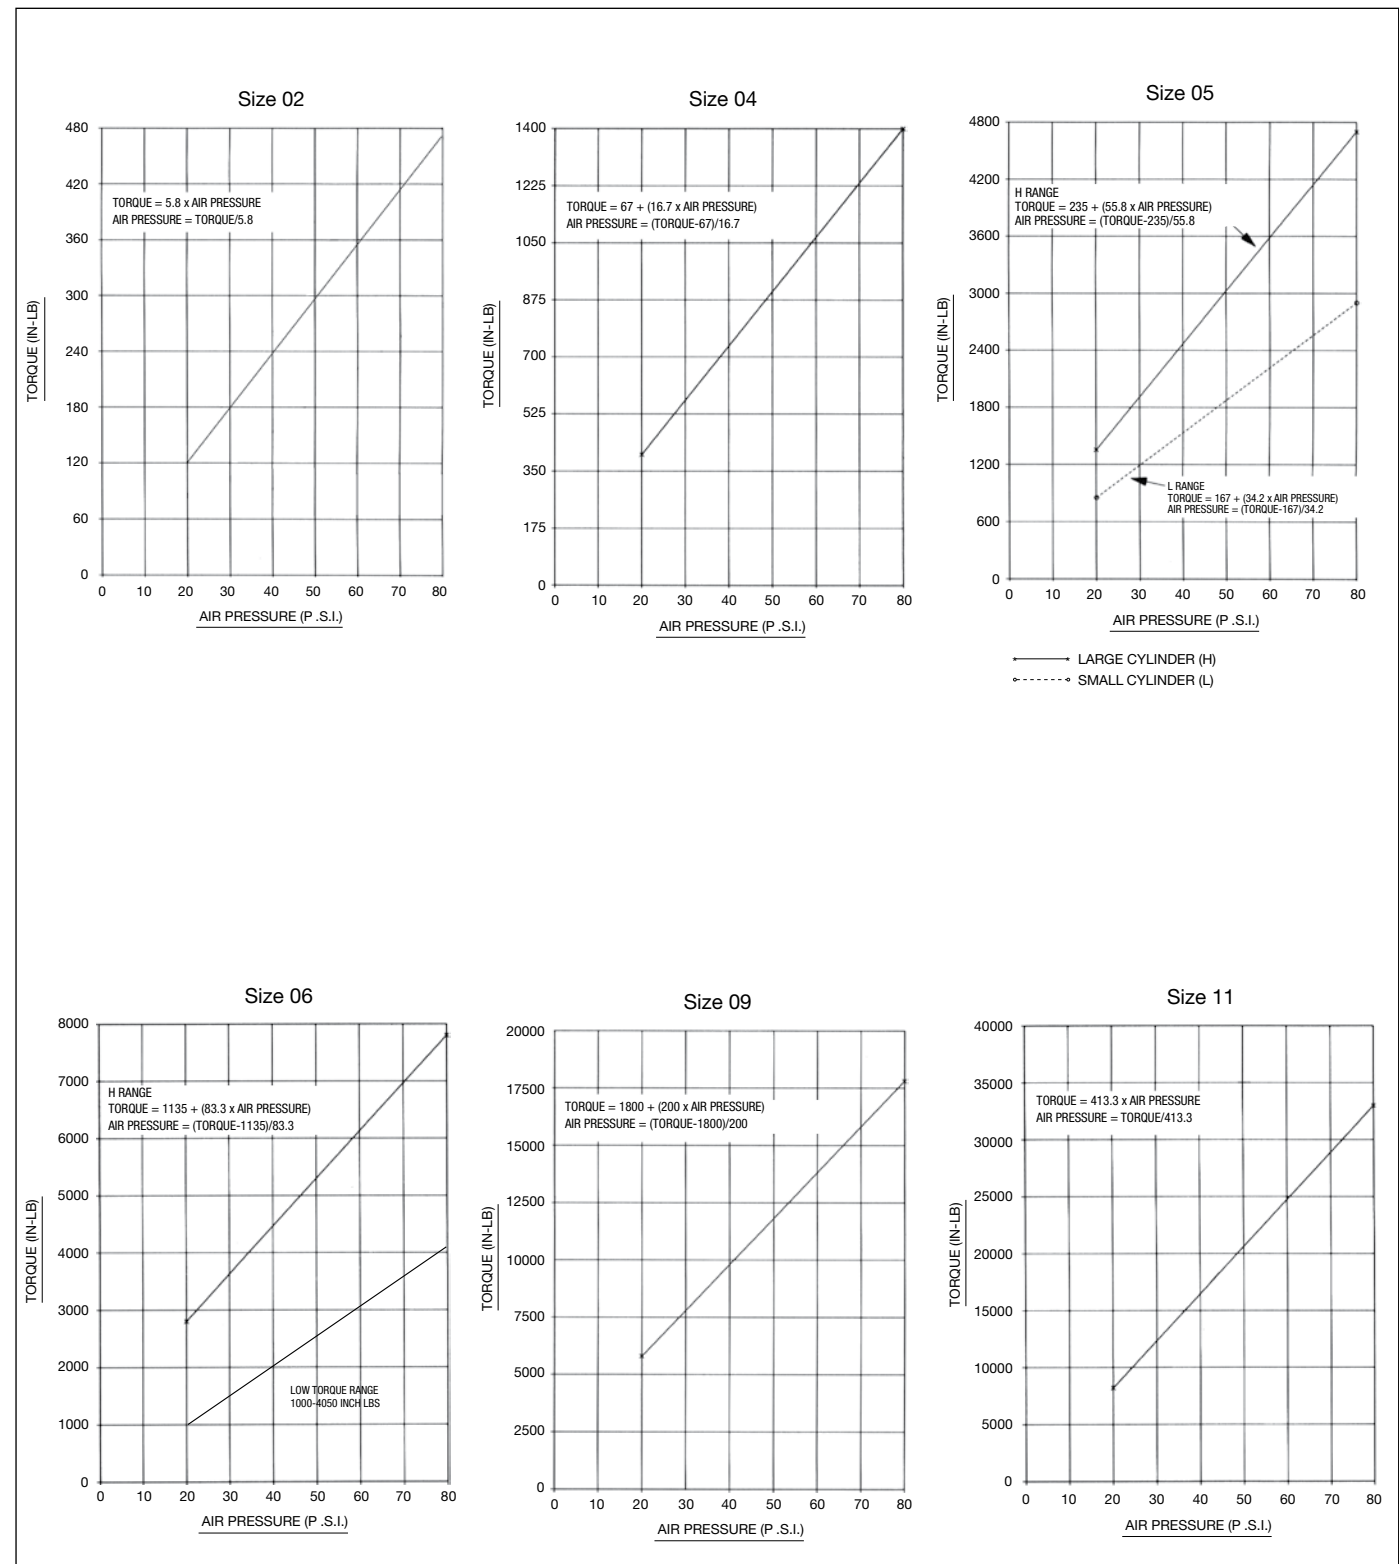 Size 02
480
420
360
300
240
180
120
60
0
TORQUE (IN-LB)
TORQUE = 5.8 x AIR PRESSURE
AIR PRESSURE = TORQUE/5.8
0 10 20 30 40 50 60 70 80
AIR PRESSURE (P .S.I.)
Size 04
1400
1225
1050
875
700
525
350
175
0
TORQUE (IN-LB)
TORQUE = 67 + (16.7 x AIR PRESSURE)
AIR PRESSURE = (TORQUE-67)/16.7
0 10 20 30 40 50 60 70 80
AIR PRESSURE (P .S.I.)
Size 05
4800
4200
3600
3000
2400
1800
1200
600
0
TORQUE (IN-LB)
H RANGE
TORQUE = 235 + (55.8 x AIR PRESSURE)
AIR PRESSURE = (TORQUE-235)/55.8
L RANGE
TORQUE = 167 + (34.2 x AIR PRESSURE)
AIR PRESSURE = (TORQUE-167)/34.2
0 10 20 30 40 50 60 70 80
AIR PRESSURE (P .S.I.)
LARGE CYLINDER (H)
SMALL CYLINDER (L)
Size 06
8000
7000
6000
5000
4000
3000
2000
1000
0
TORQUE (IN-LB)
H RANGE
TORQUE = 1135 + (83.3 x AIR PRESSURE)
AIR PRESSURE = (TORQUE-1135)/83.3
LOW TORQUE RANGE
1000-4050 INCH LBS
0 10 20 30 40 50 60 70 80
AIR PRESSURE (P .S.I.)
Size 09
20000
17500
15000
12500
10000
7500
5000
2500
0
TORQUE (IN-LB)
TORQUE = 1800 + (200 x AIR PRESSURE)
AIR PRESSURE = (TORQUE-1800)/200
0 10 20 30 40 50 60 70 80
AIR PRESSURE (P .S.I.)
Size 11
40000
35000
30000
25000
20000
15000
10000
5000
0
TORQUE (IN-LB)
TORQUE = 413.3 x AIR PRESSURE
AIR PRESSURE = TORQUE/413.3
0 10 20 30 40 50 60 70 80
AIR PRESSURE (P .S.I.)